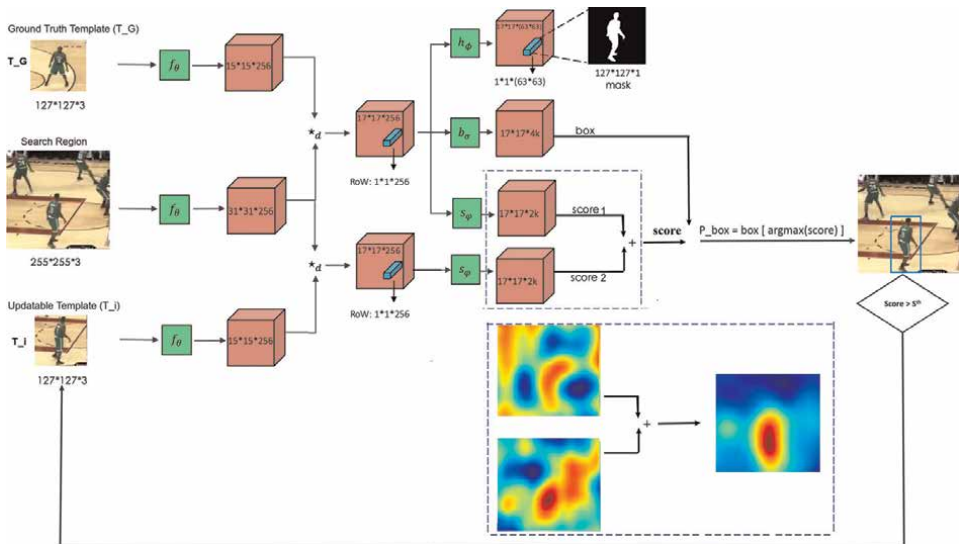 Ground Truth Template (T_G)
T_G
127*127*3
f_θ
15*15*256
Search Region
255*255*3
f_θ
31*31*256
Updatable Template (T_i)
T_i
127*127*3
f_θ
15*15*256
*_d
*_d
17*17*256
RoW: 1*1*256
17*17*256
RoW: 1*1*256
h_Φ
17*17*(63*63)
1*1*(63*63)
127*127*1
mask
b_σ
17*17*4k
box
s_φ
17*17*2k
score 1
s_φ
17*17*2k
score 2
+
score
P_box = box [ argmax(score) ]
Score > S^th
+